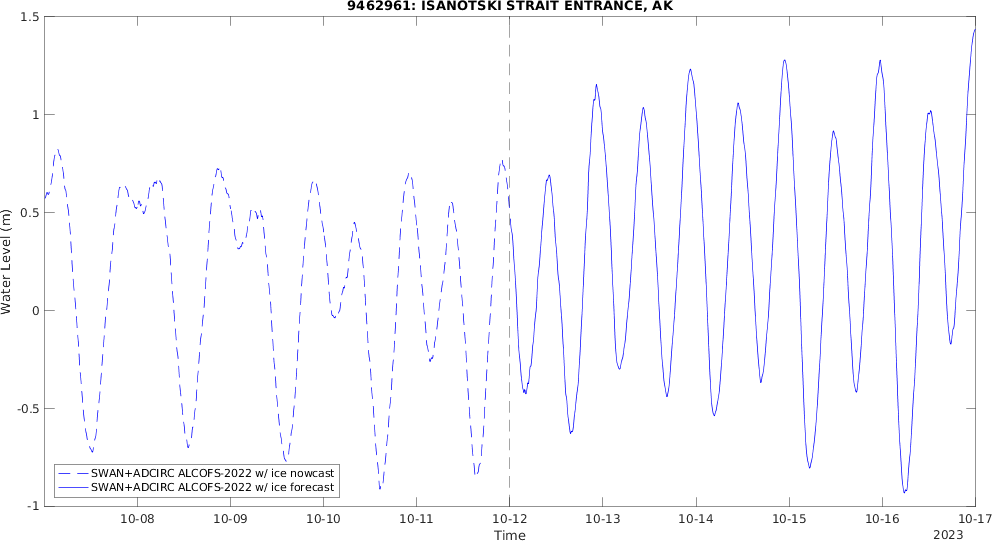 9462961: ISANOTSKI STRAIT ENTRANCE, AK
1.5
1
0.5
0
-0.5
-1
Water Level (m)
SWAN+ADCIRC ALCOFS-2022 w/ ice nowcast
SWAN+ADCIRC ALCOFS-2022 w/ ice forecast
10-08 10-09 10-10 10-11 10-12 10-13 10-14 10-15 10-16 10-17
Time
2023